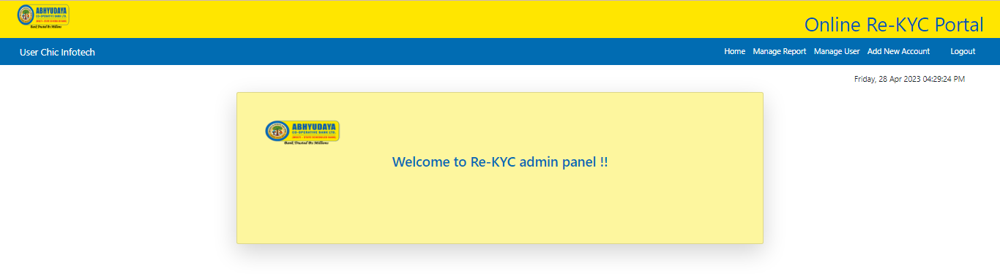 ABHYUDAYA
CO-OPERATIVE BANK LTD.
MULTI - STATE SCHEDULED BANK
Bank Trusted By Millions
Online Re-KYC Portal
User Chic Infotech
Home Manage Report Manage User Add New Account Logout
Friday, 28 Apr 2023 04:29:24 PM
ABHYUDAYA
CO-OPERATIVE BANK LTD.
MULTI - STATE SCHEDULED BANK
Bank Trusted By Millions
Welcome to Re-KYC admin panel !!